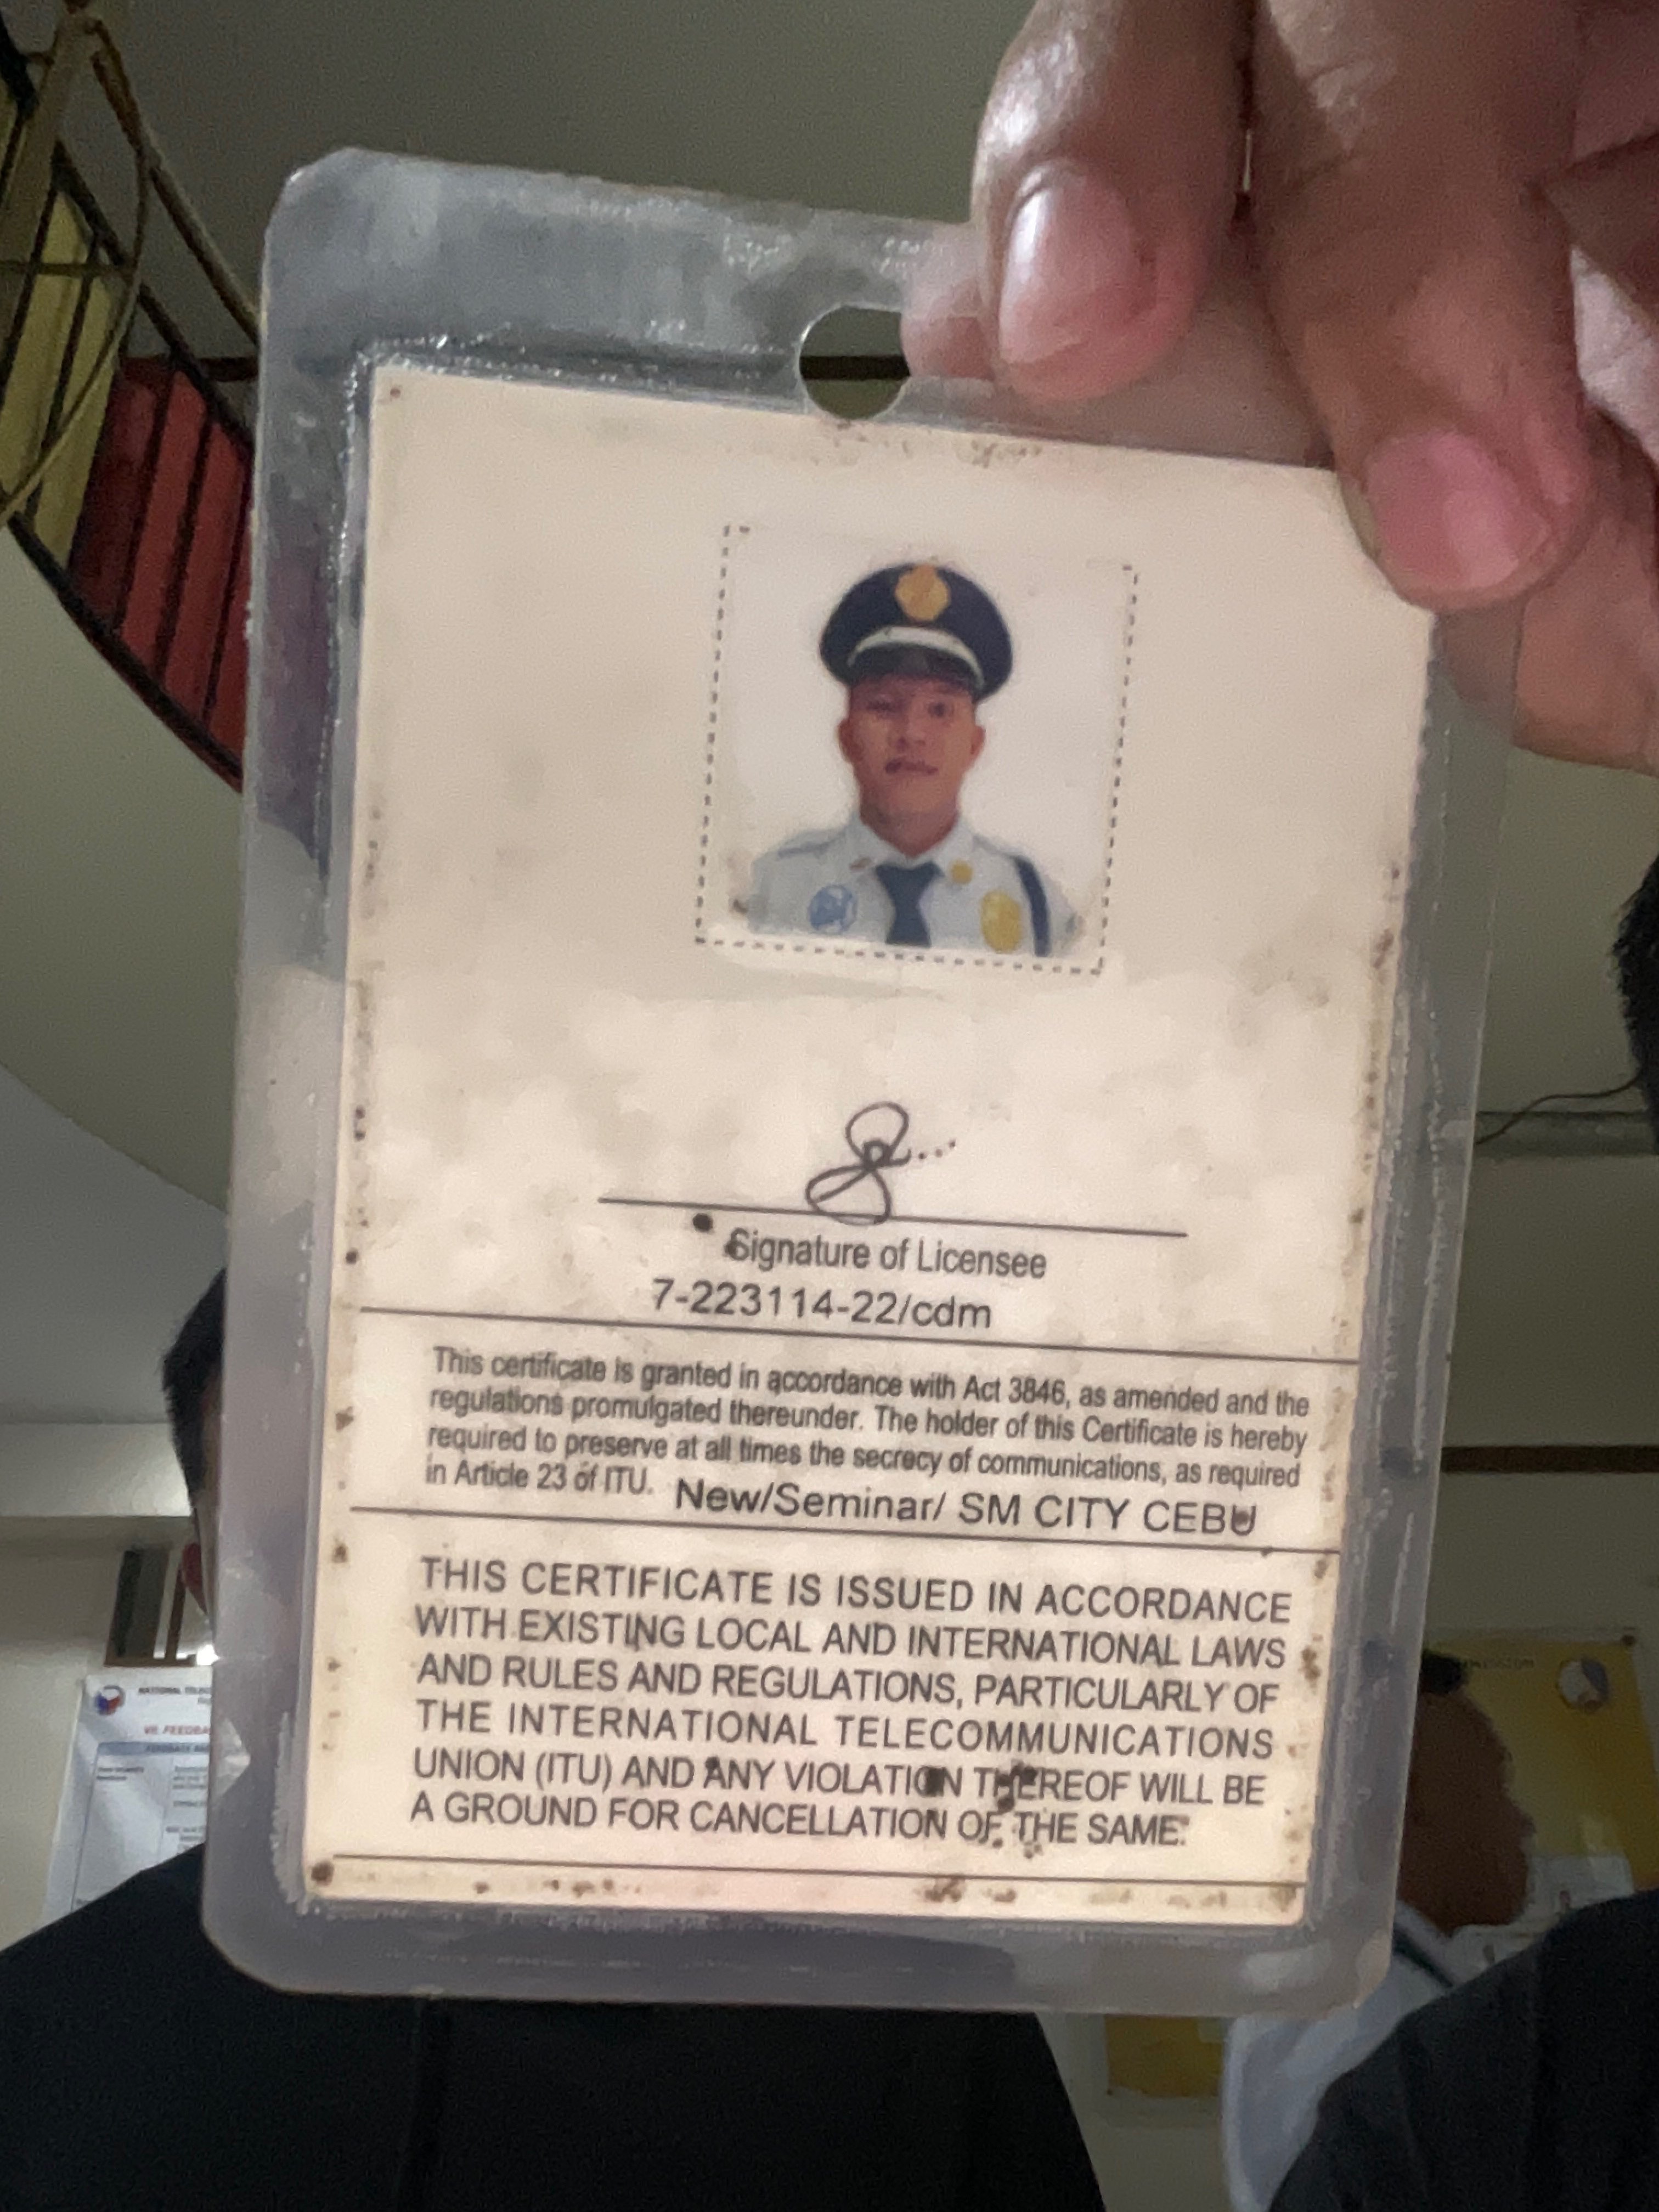 Signature of Licensee
7-223114-22/cdm
This certificate is granted in accordance with Act 3846, as amended and the
regulations promulgated thereunder. The holder of this Certificate is hereby
required to preserve at all times the secrecy of communications, as required
in Article 23 of ITU. New/Seminar/ SM CITY CEBU
THIS CERTIFICATE IS ISSUED IN ACCORDANCE
WITH EXISTING LOCAL AND INTERNATIONAL LAWS
AND RULES AND REGULATIONS, PARTICULARLY OF
THE INTERNATIONAL TELECOMMUNICATIONS
UNION (ITU) AND ANY VIOLATION THEREOF WILL BE
A GROUND FOR CANCELLATION OF THE SAME.
NATIONAL
VII. FEEDBA